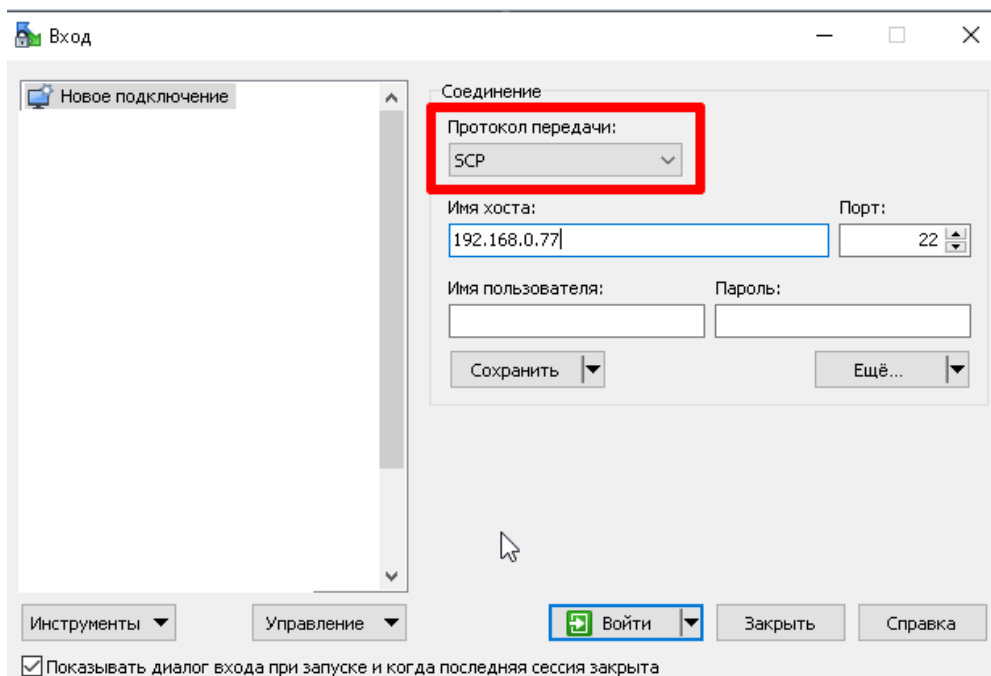 Вход
Новое подключение
Соединение
Протокол передачи:
SCP
Имя хоста:
Порт:
192.168.0.77
22
Имя пользователя:
Пароль:
Сохранить
Ещё...
Инструменты
Управление
Войти
Закрыть
Справка
Показывать диалог входа при запуске и когда последняя сессия закрыта